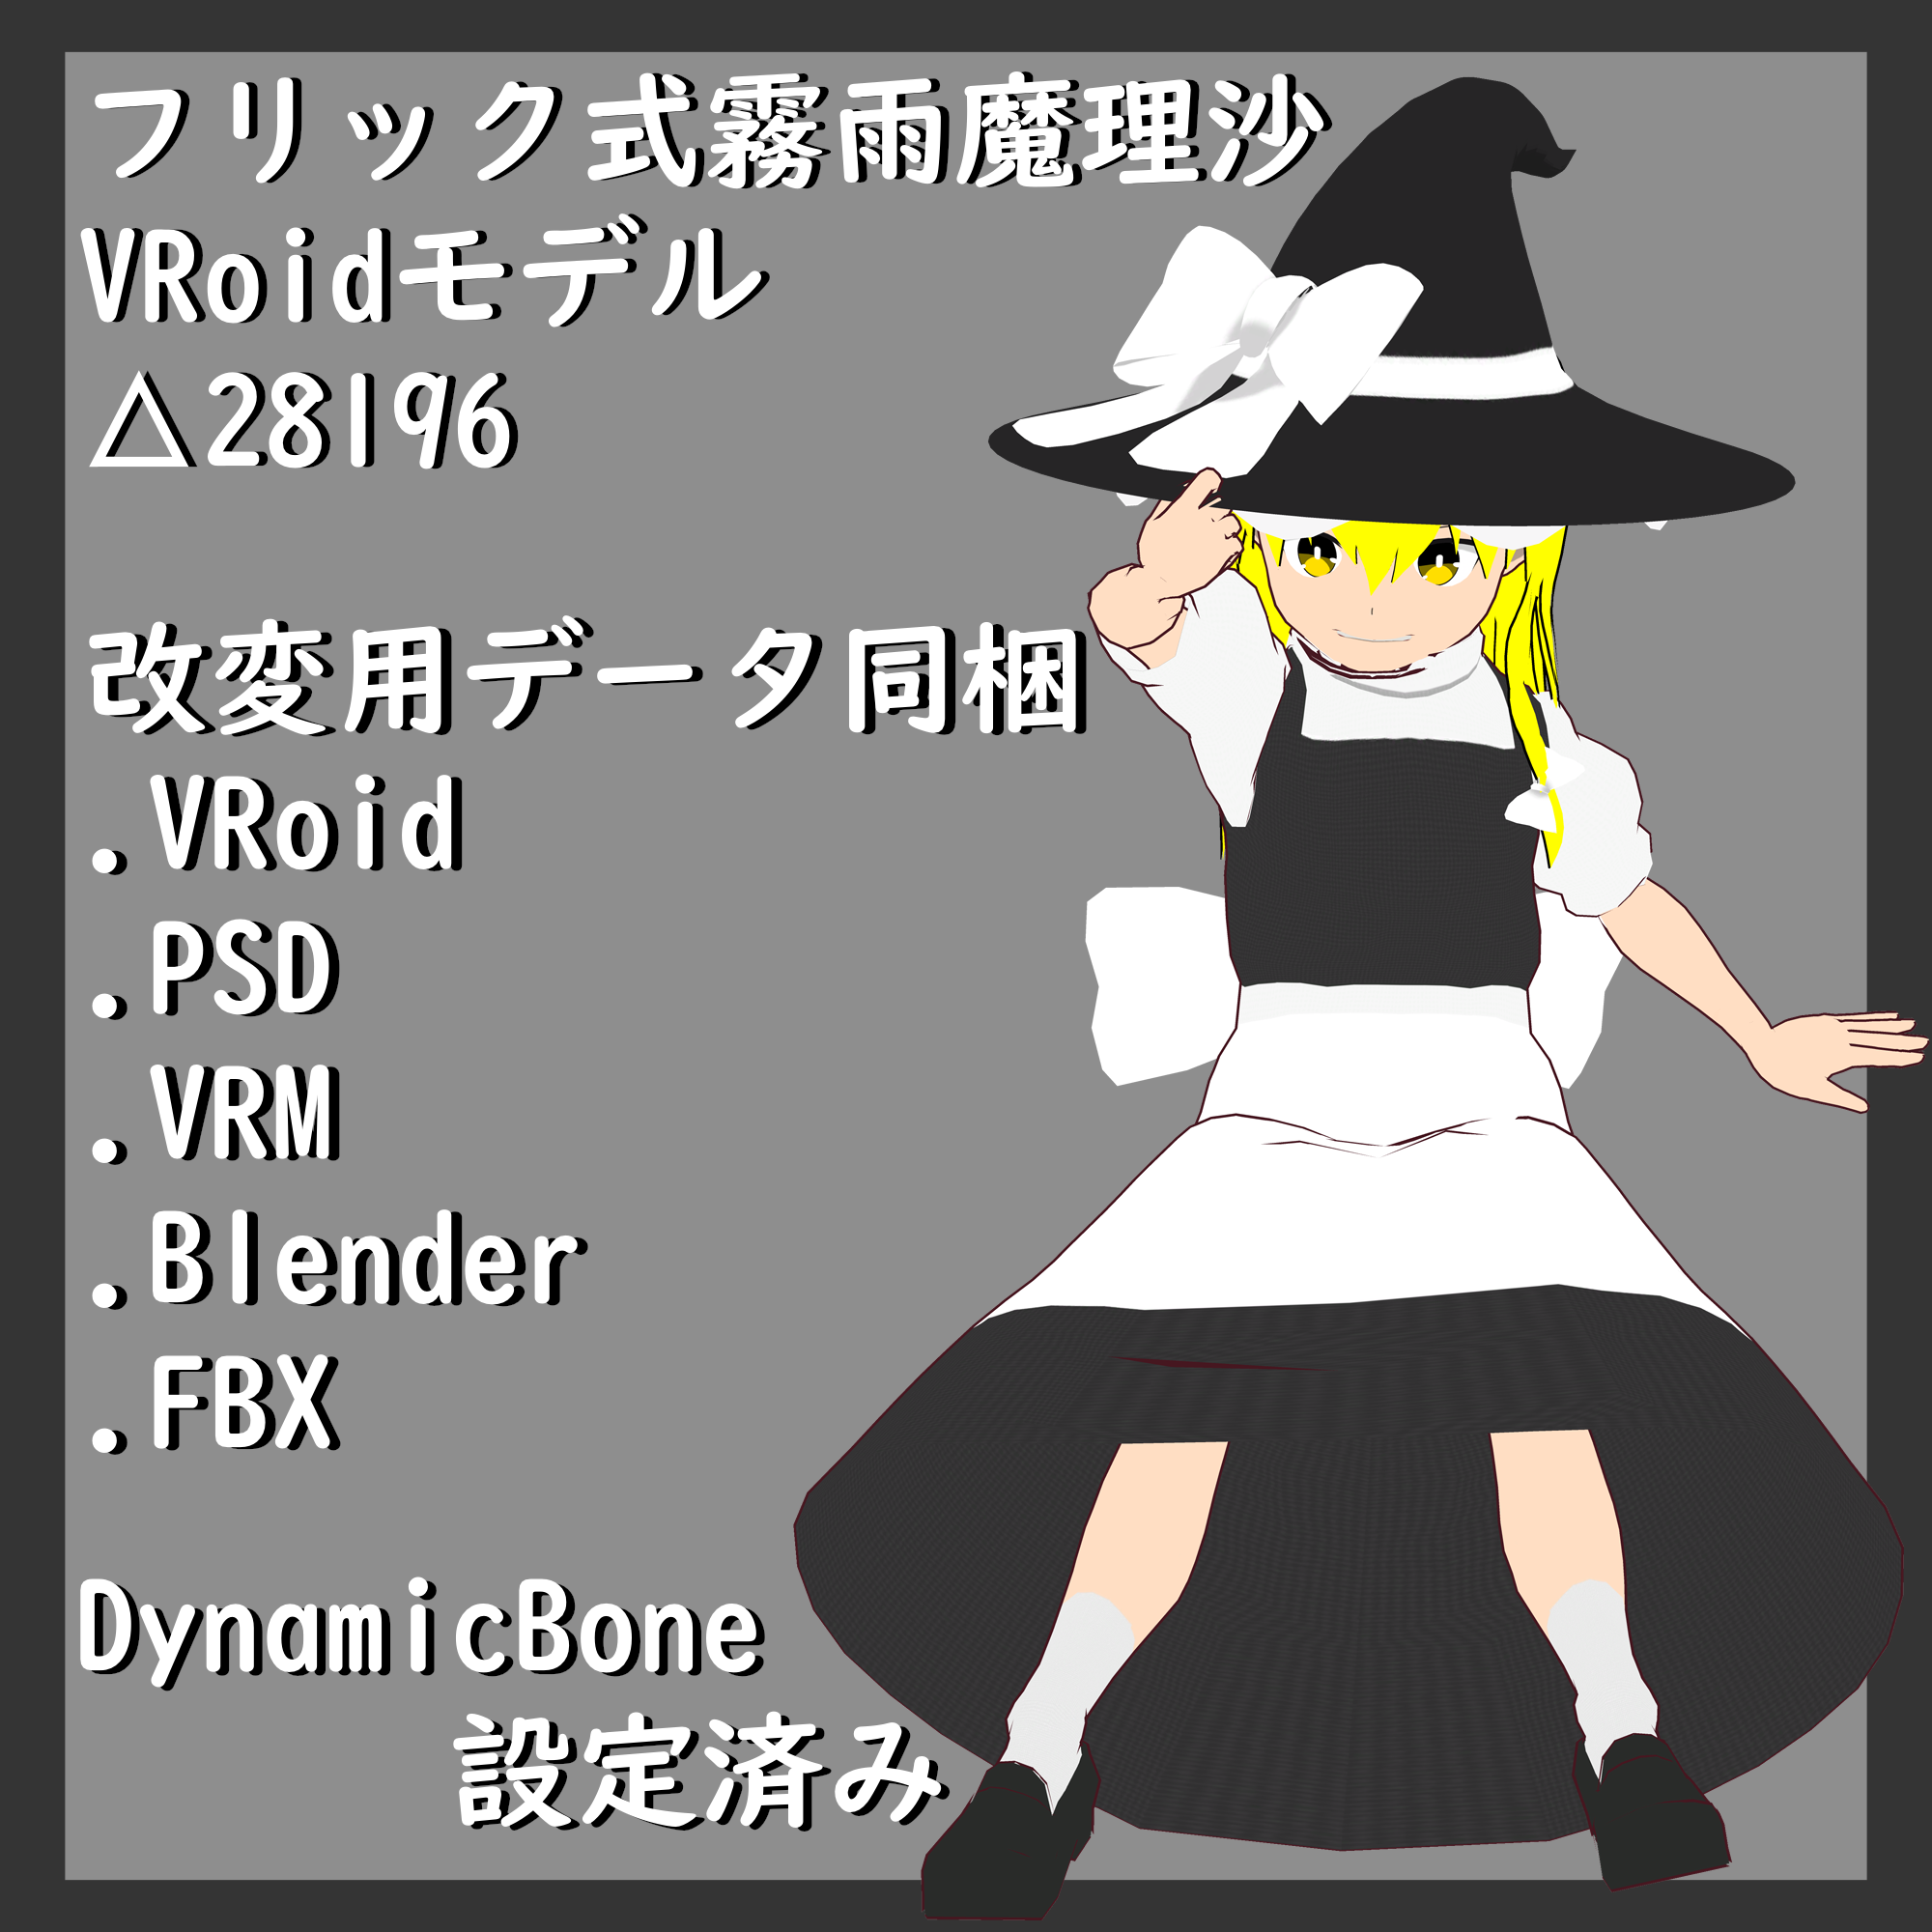 フリック式霧雨魔理沙
VRoidモデル
△28196
改変用データ同梱
.VRoid
.PSD
.VRM
.Blender
.FBX
DynamicBone
設定済み